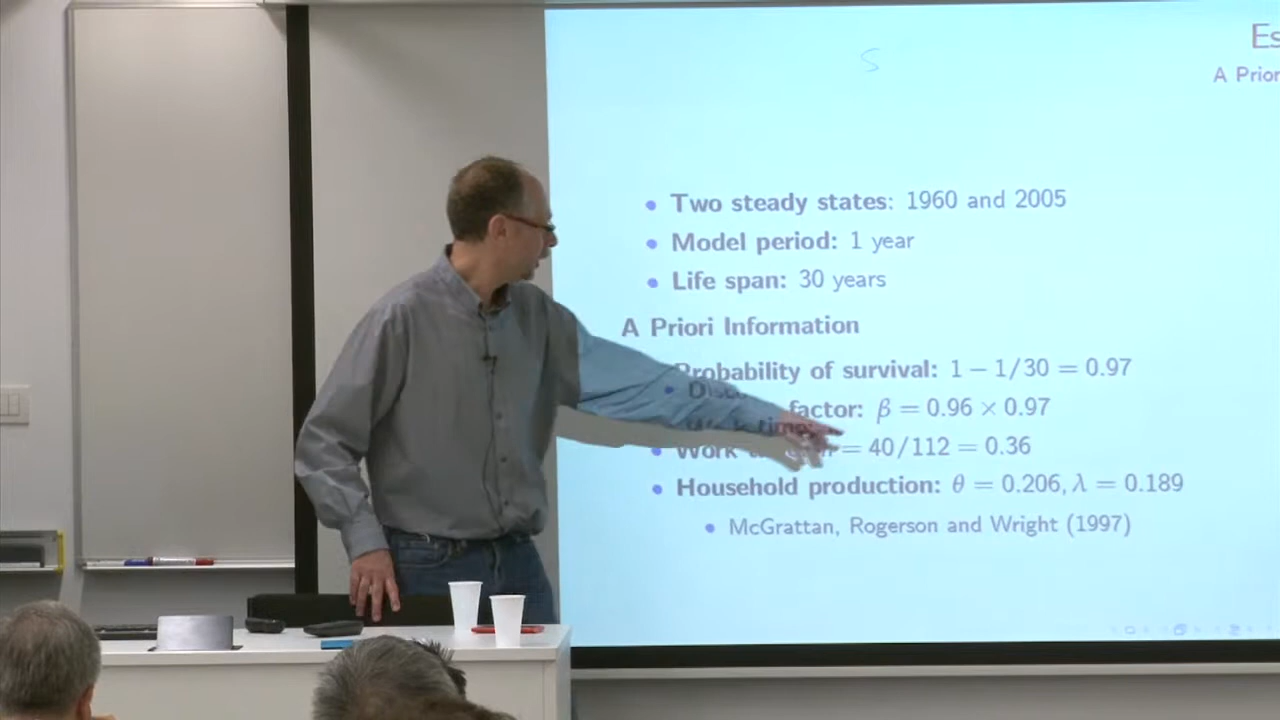 S
Es
A Prior
• Two steady states: 1960 and 2005
• Model period: 1 year
• Life span: 30 years
A Priori Information
Probability of survival: 1 − 1/30 = 0.97
• factor: β = 0.96 × 0.97
• Work = 40/112 = 0.36
• Household production: θ = 0.206, λ = 0.189
• McGrattan, Rogerson and Wright (1997)